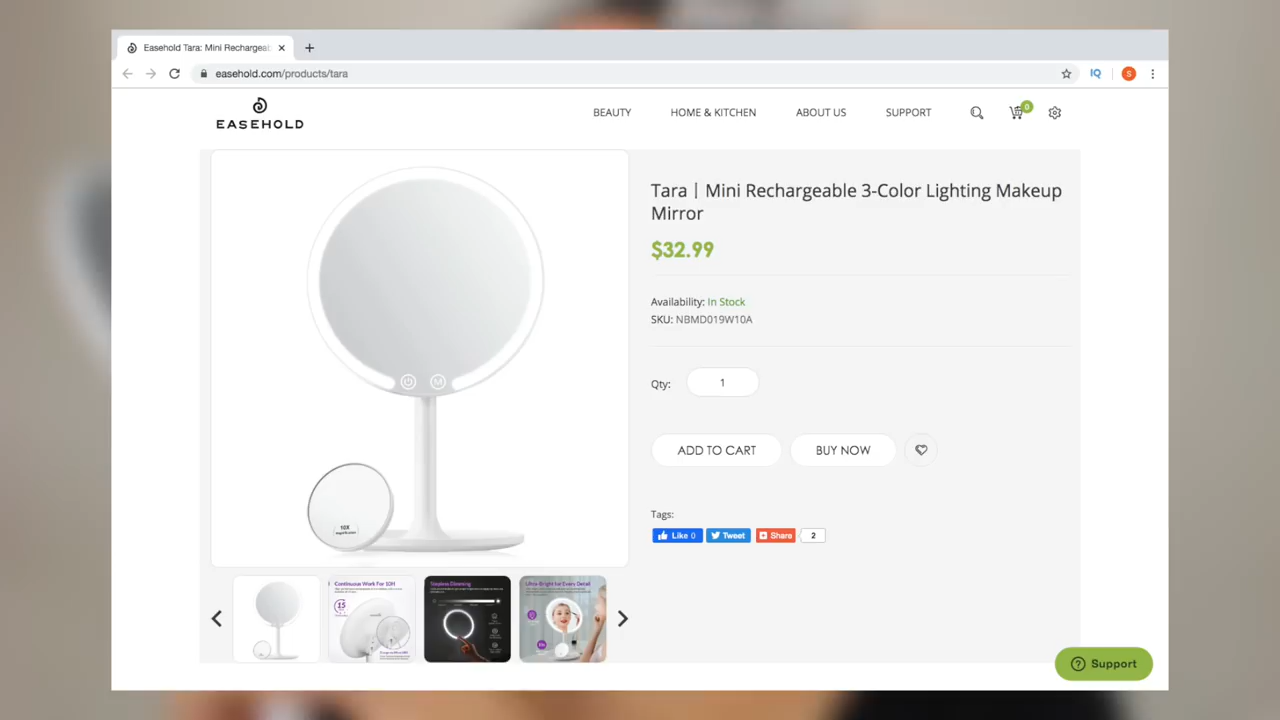 Easehold Tara: Mini Rechargeab
easehold.com/products/tara
IQ
S
EASEHOLD
BEAUTY
HOME & KITCHEN
ABOUT US
SUPPORT
0
Tara | Mini Rechargeable 3-Color Lighting Makeup
Mirror
$32.99
Availability: In Stock
SKU: NBMD019W10A
Qty:
1
ADD TO CART
BUY NOW
Tags:
Like 0
Tweet
Share
2
M
10X
Continuous Work For 10H
15
Stepless Dimming
Ultra-Bright for Every Detail
Support